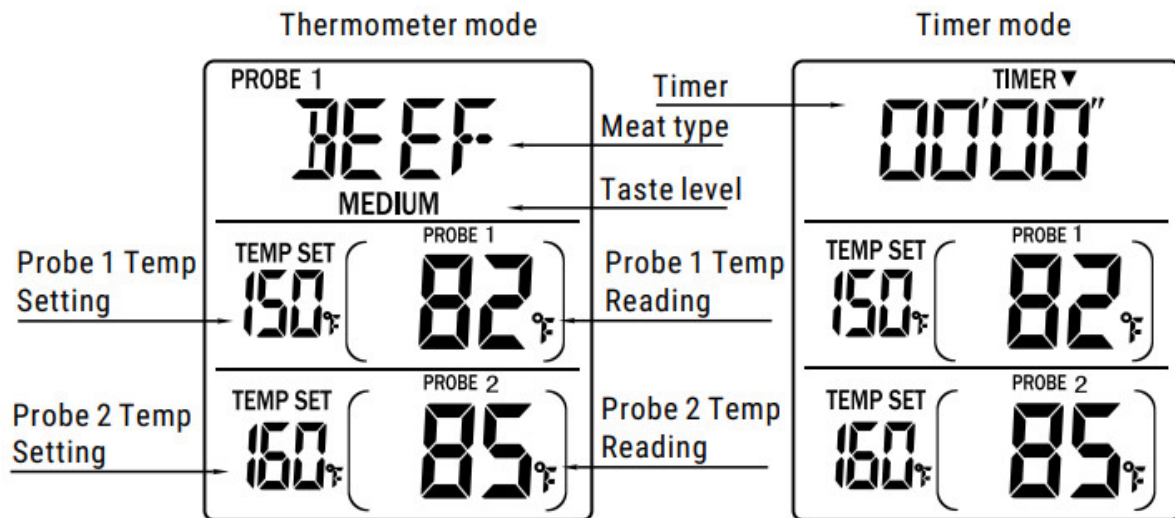 Thermometer mode
Timer mode
PROBE 1
BEEF
MEDIUM
TEMP SET
150°F
PROBE 1
82°F
TEMP SET
160°F
PROBE 2
85°F
Timer
Meat type
Taste level
Probe 1 Temp
Setting
Probe 1 Temp
Reading
Probe 2 Temp
Setting
Probe 2 Temp
Reading
TIMER▼
00'00"
TEMP SET
150°F
PROBE 1
82°F
TEMP SET
160°F
PROBE 2
85°F